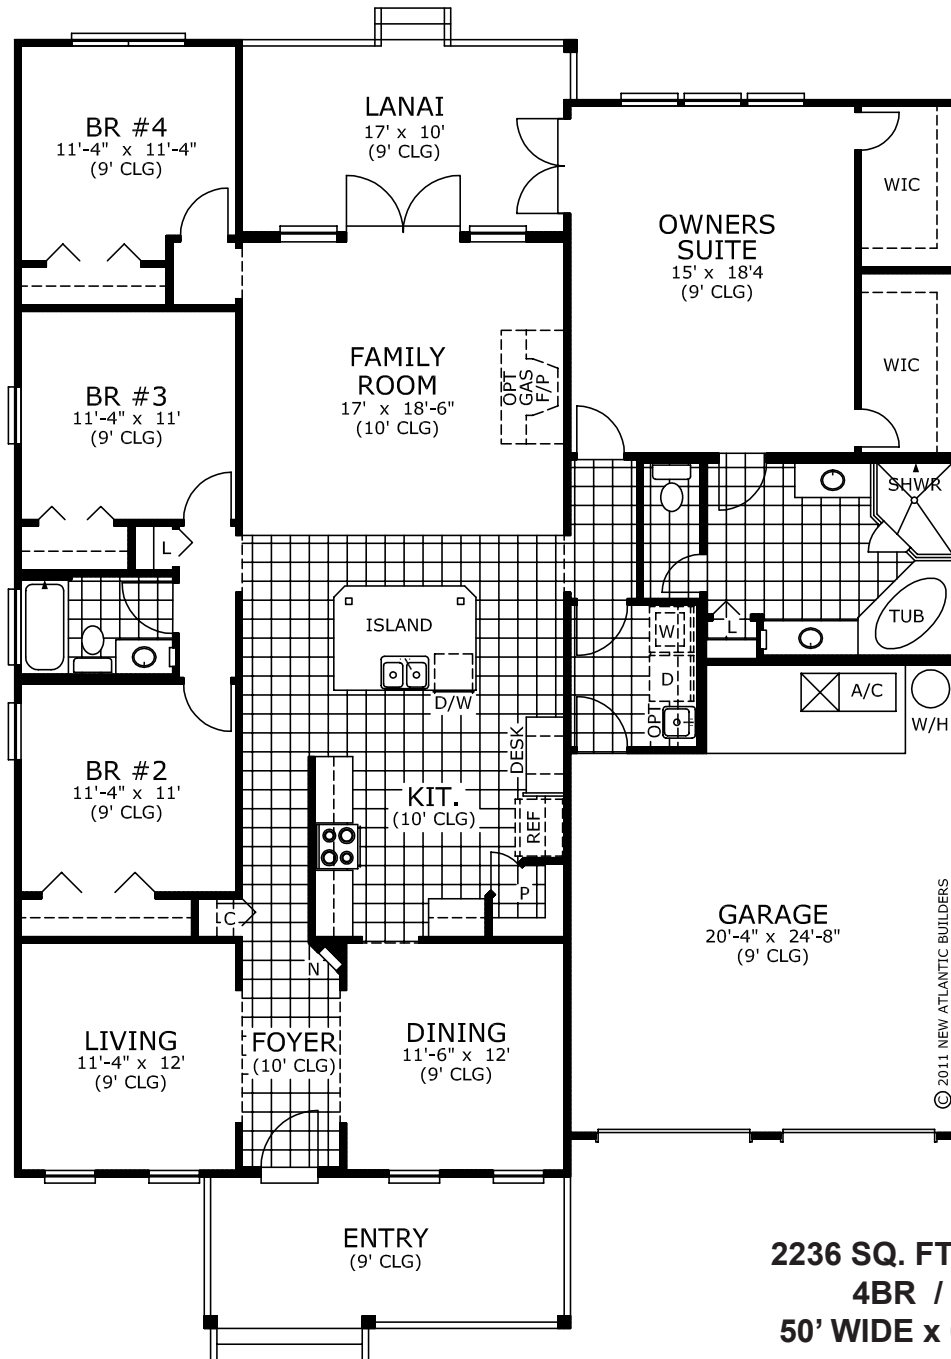 LANAI
17' x 10'
(9' CLG)
BR #4
11'-4" x 11'-4"
(9' CLG)
WIC
OWNERS
SUITE
15' x 18'4
(9' CLG)
FAMILY
ROOM
17' x 18'-6"
(10' CLG)
OPT
GAS
F/P
WIC
BR #3
11'-4" x 11'
(9' CLG)
SHWR
L
ISLAND
W
L
TUB
D
D/W
A/C
W/H
OPT
DESK
BR #2
11'-4" x 11'
(9' CLG)
KIT.
(10' CLG)
REF
P
C
GARAGE
20'-4" x 24'-8"
(9' CLG)
N
LIVING
11'-4" x 12'
(9' CLG)
FOYER
(10' CLG)
DINING
11'-6" x 12'
(9' CLG)
© 2011 NEW ATLANTIC BUILDERS
ENTRY
(9' CLG)
2236 SQ. FT
4BR /
50’ WIDE x